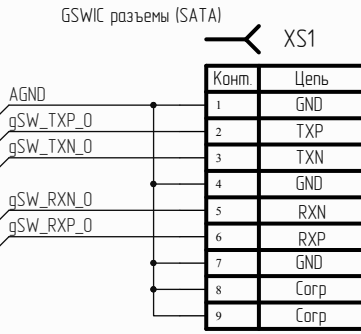 GSWIC разъемы (SATA)
XS1
Конт. Цепь
AGND 1 GND
gSW_TXP_0 2 TXP
gSW_TXN_0 3 TXN
4 GND
gSW_RXN_0 5 RXN
gSW_RXP_0 6 RXP
7 GND
8 Corp
9 Corp